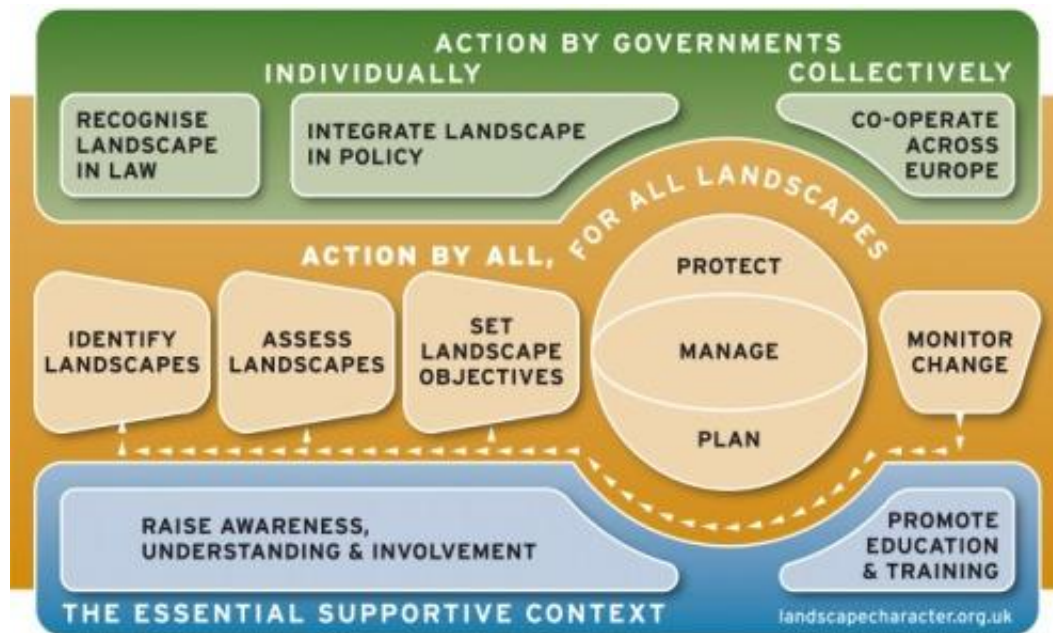 ACTION BY GOVERNMENTS
INDIVIDUALLY
COLLECTIVELY
RECOGNISE
LANDSCAPE
IN LAW
INTEGRATE LANDSCAPE
IN POLICY
CO-OPERATE
ACROSS
EUROPE
ACTION BY ALL, FOR ALL LANDSCAPES
IDENTIFY
LANDSCAPES
ASSESS
LANDSCAPES
SET
LANDSCAPE
OBJECTIVES
PROTECT
MANAGE
PLAN
MONITOR
CHANGE
RAISE AWARENESS,
UNDERSTANDING & INVOLVEMENT
PROMOTE
EDUCATION
& TRAINING
THE ESSENTIAL SUPPORTIVE CONTEXT
landscapecharacter.org.uk